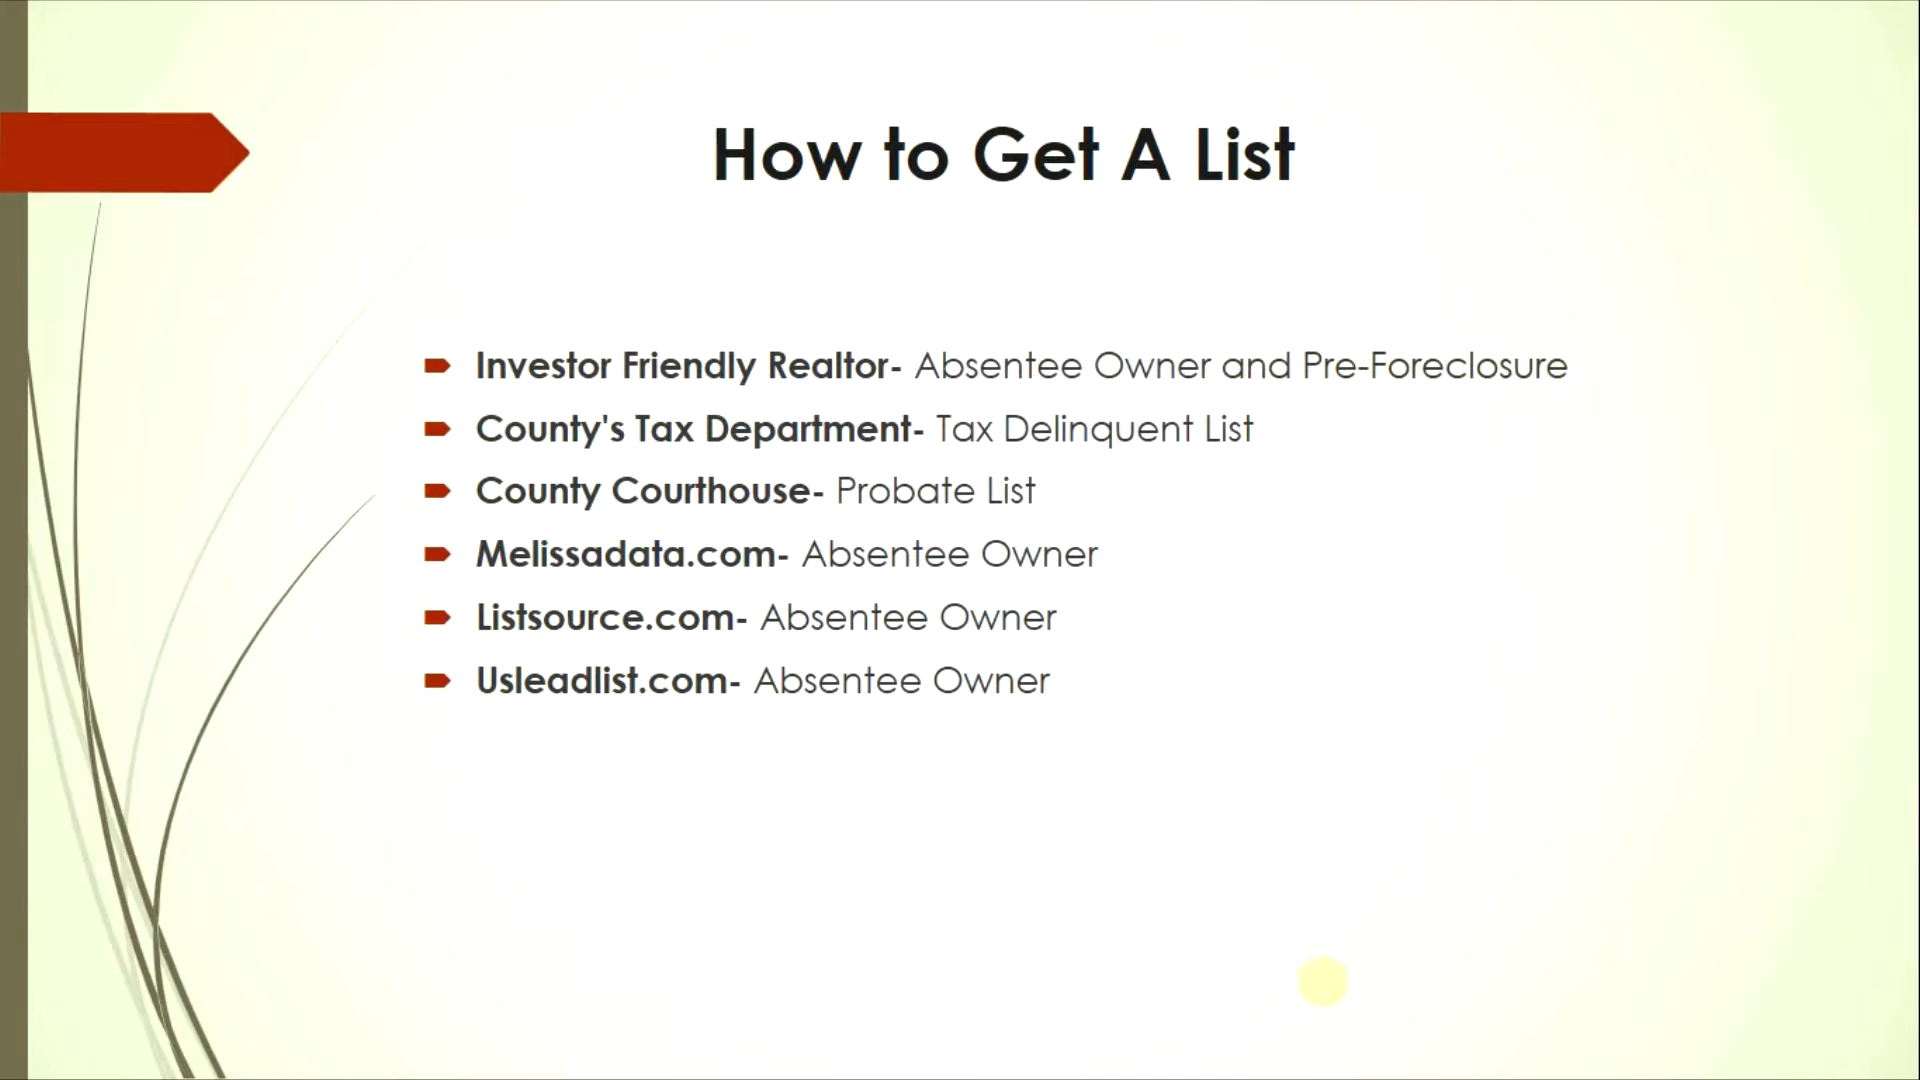 How to Get A List
Investor Friendly Realtor- Absentee Owner and Pre-Foreclosure
County's Tax Department- Tax Delinquent List
County Courthouse- Probate List
Melissadata.com- Absentee Owner
Listsource.com- Absentee Owner
Usleadlist.com- Absentee Owner